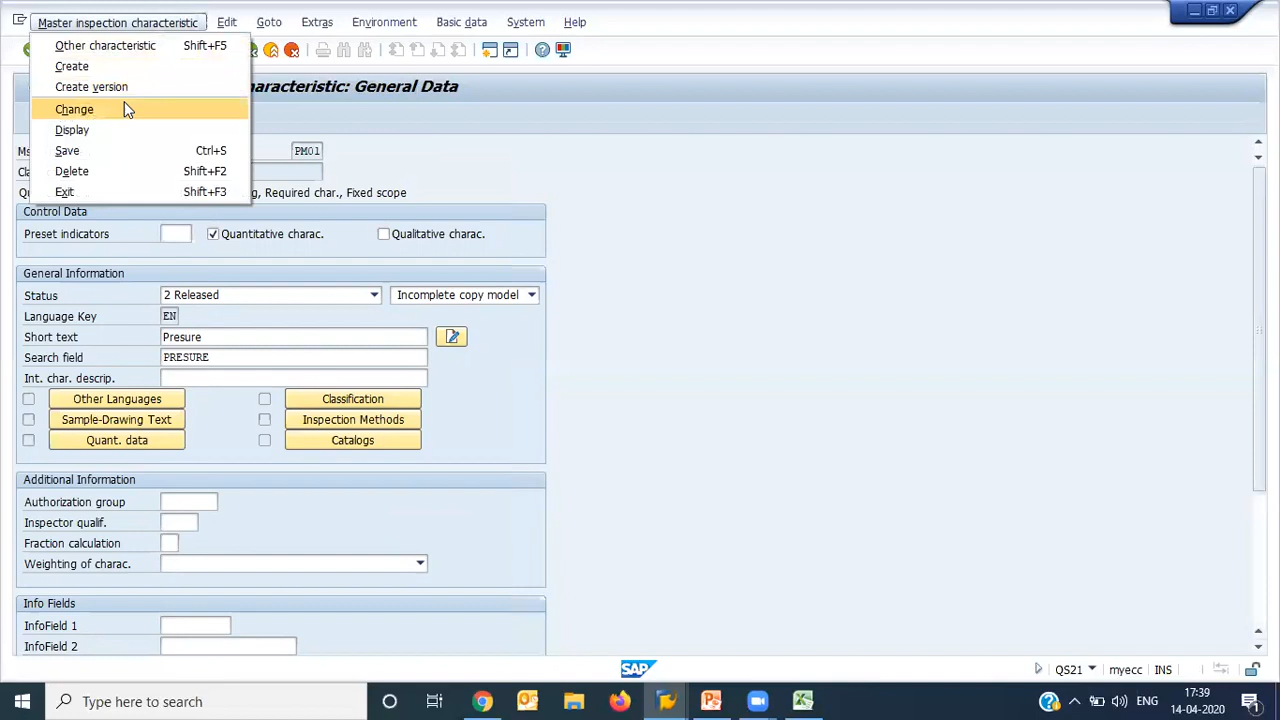 Master inspection characteristic Edit Goto Extras Environment Basic data System Help
Other characteristic Shift+F5
Create
Create version
aracteristic: General Data
Change
Display
Ms PM01
Save Ctrl+S
Cla
Delete Shift+F2
Exit Shift+F3
Qu g, Required char., Fixed scope
Control Data
Preset indicators Quantitative charac. Qualitative charac.
General Information
Status 2 Released Incomplete copy model
Language Key EN
Short text Presure
Search field PRESURE
Int. char. descrip.
Other Languages Classification
Sample-Drawing Text Inspection Methods
Quant. data Catalogs
Additional Information
Authorization group
Inspector qualif.
Fraction calculation
Weighting of charac.
Info Fields
InfoField 1
InfoField 2
SAP QS21 myecc INS
Type here to search ENG 17:39
14-04-2020 1